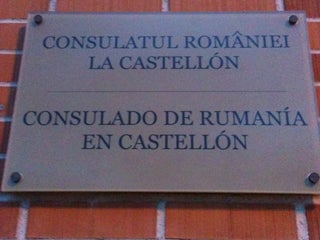 CONSULATUL ROMÂNIEI
LA CASTELLÓN
CONSULADO DE RUMANÍA
EN CASTELLÓN